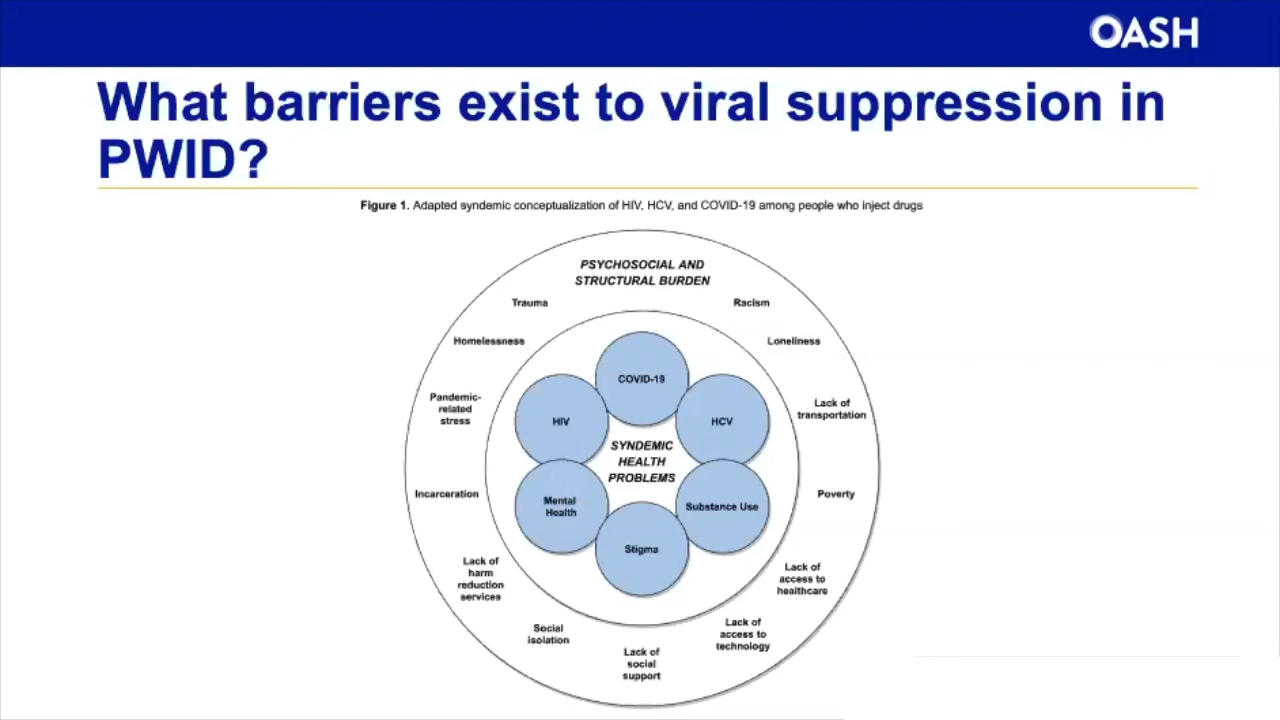 OASH
What barriers exist to viral suppression in
PWID?
Figure 1. Adapted syndemic conceptualization of HIV, HCV, and COVID-19 among people who inject drugs
PSYCHOSOCIAL AND
STRUCTURAL BURDEN
Trauma
Racism
Homelessness
Loneliness
Pandemic-
related
stress
Lack of
transportation
Incarceration
Poverty
Lack of
harm
reduction
services
Lack of
access to
healthcare
Social
isolation
Lack of
access to
technology
Lack of
social
support
COVID-19
HIV
HCV
SYNDEMIC
HEALTH
PROBLEMS
Mental
Health
Substance Use
Stigma